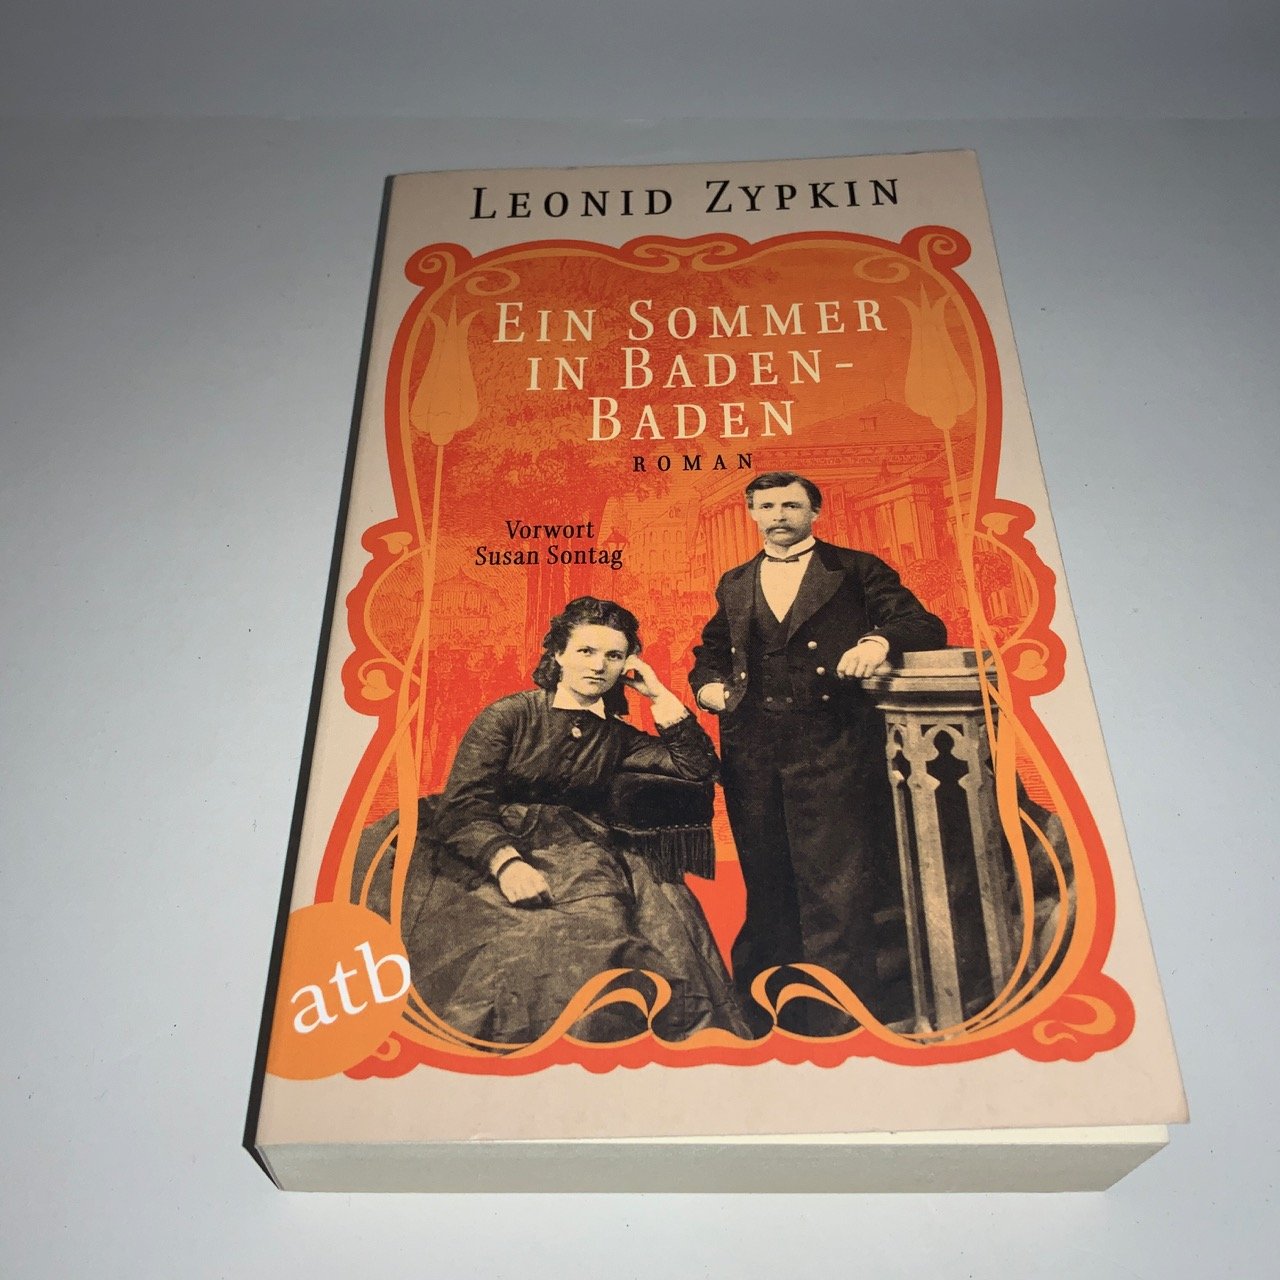 LEONID ZYPKIN
EIN SOMMER
IN BADEN-
BADEN
ROMAN
Vorwort
Susan Sontag
atb